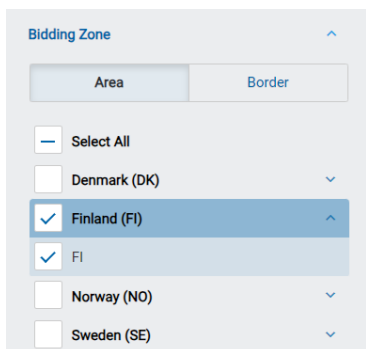 Bidding Zone
Area Border
Select All
Denmark (DK)
Finland (FI)
FI
Norway (NO)
Sweden (SE)